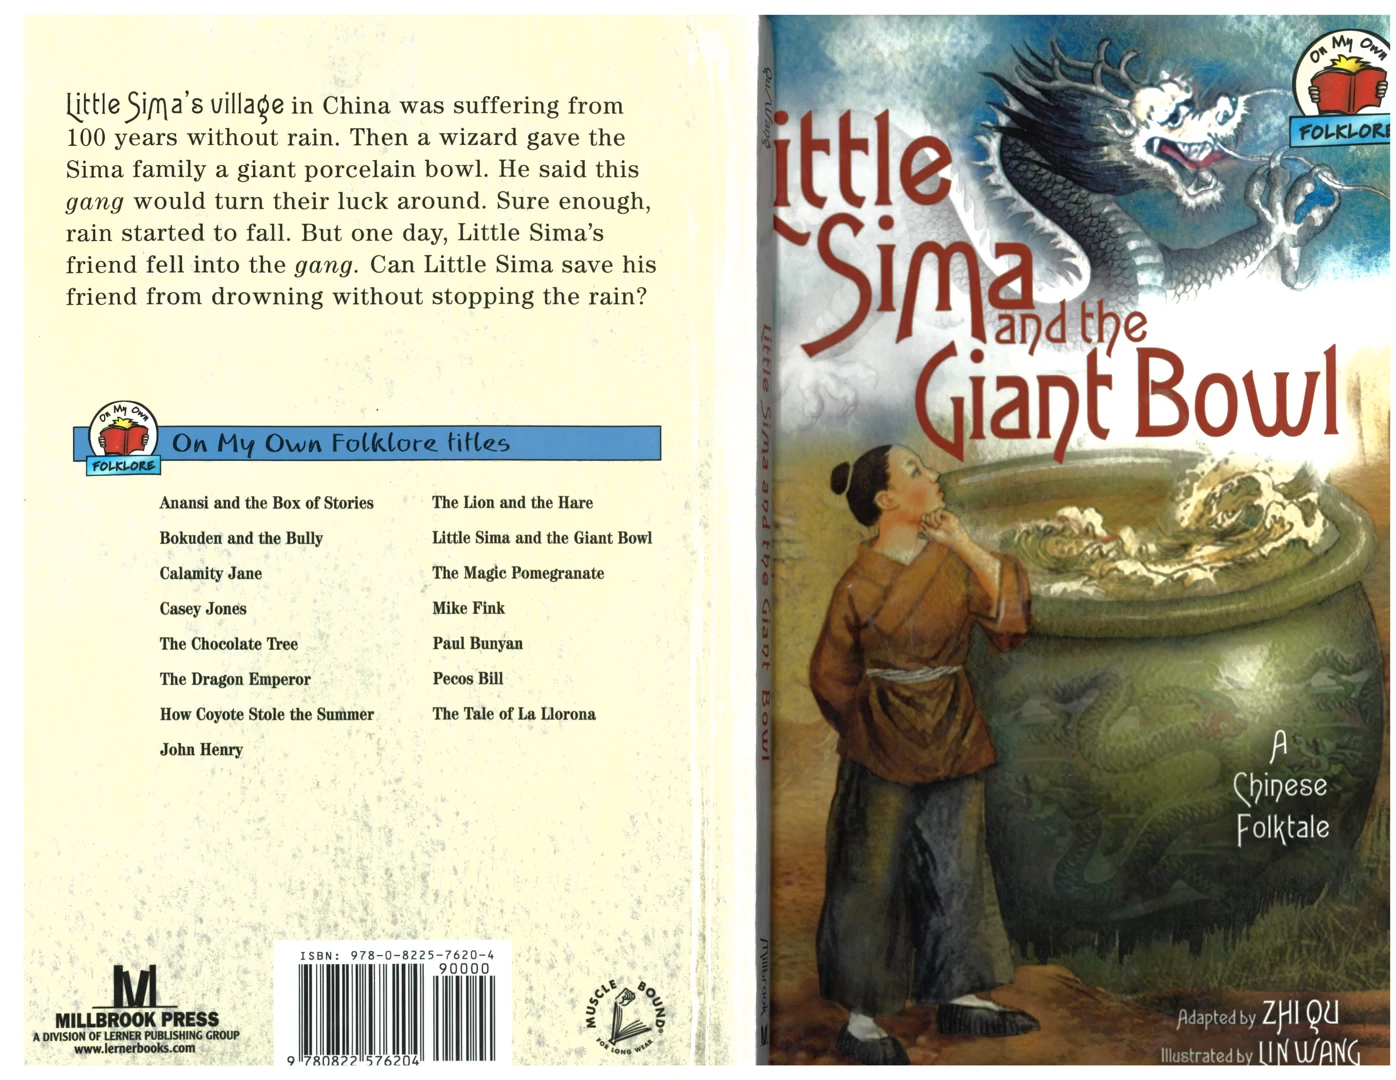 Little Sima's village in China was suffering from
100 years without rain. Then a wizard gave the
Sima family a giant porcelain bowl. He said this
gang would turn their luck around. Sure enough,
rain started to fall. But one day, Little Sima's
friend fell into the gang. Can Little Sima save his
friend from drowning without stopping the rain?
On My Own
FOLKLORE
On My Own Folklore titles
Anansi and the Box of Stories
Bokuden and the Bully
Calamity Jane
Casey Jones
The Chocolate Tree
The Dragon Emperor
How Coyote Stole the Summer
John Henry
The Lion and the Hare
Little Sima and the Giant Bowl
The Magic Pomegranate
Mike Fink
Paul Bunyan
Pecos Bill
The Tale of La Llorona
MILLBROOK PRESS
A DIVISION OF LERNER PUBLISHING GROUP
www.lernerbooks.com
ISBN: 978-0-8225-7620-4
90000
9 780822 576204
MUSCLE BOUND
FOR LONG WEAR
Little Sima and the Giant Bowl
Millbrook
On My Own
FOLKLORE
ittle
Sima
and the
Giant Bowl
A
Chinese
Folktale
Adapted by ZHI QU
Illustrated by LIN WANG